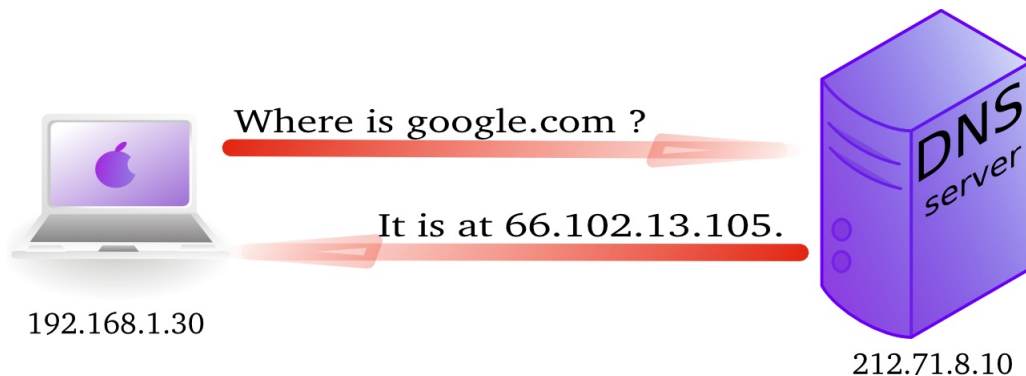 Where is google.com ?
DNS
server
It is at 66.102.13.105.
192.168.1.30
212.71.8.10